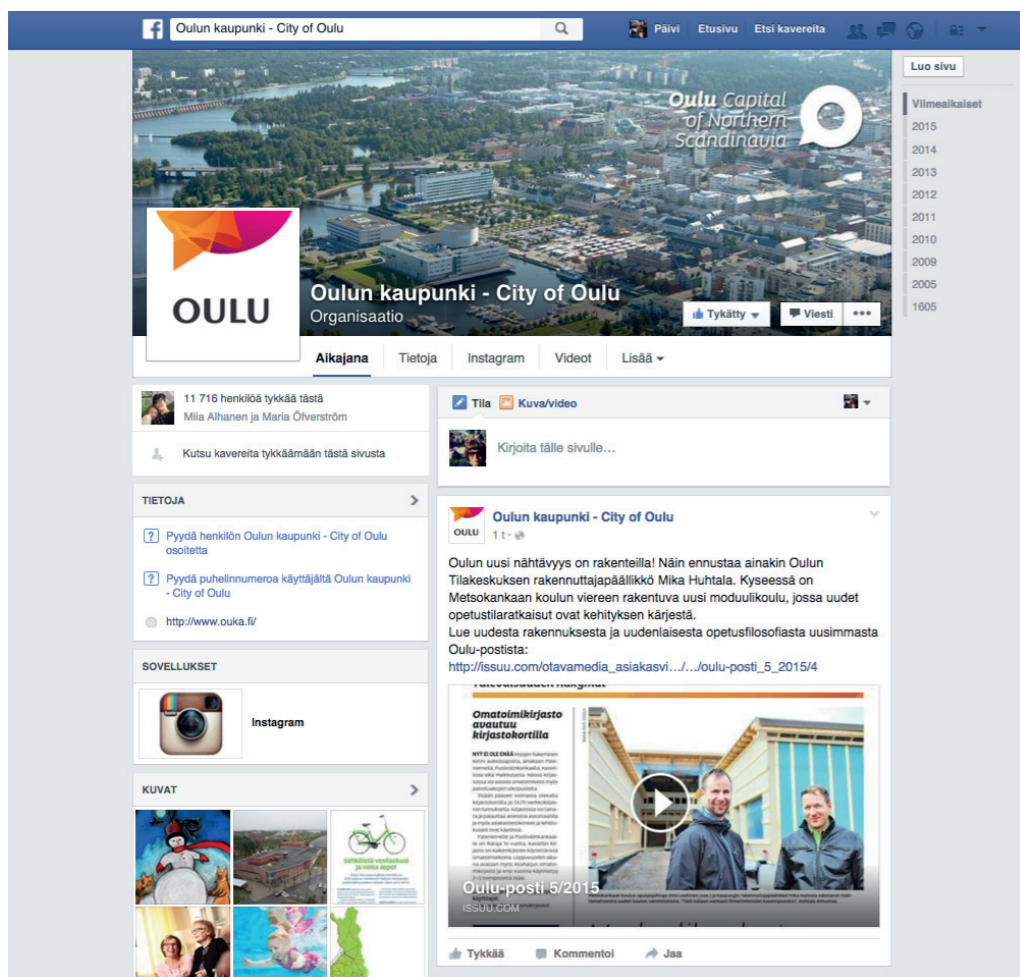 Oulun kaupunki - City of Oulu
Päivi Etusivu Etsi kavereita
Luo sivu
Viimeaikaiset
2015
2014
2013
2012
2011
2010
2009
2005
1605
Oulu Capital
of Northern
Scandinavia
OULU
Oulun kaupunki - City of Oulu
Organisaatio
Tykätty
Viesti
Aikajana Tietoja Instagram Videot Lisää
11 716 henkilöä tykkää tästä
Miia Alhanen ja Maria Öfverström
Kutsu kavereita tykkäämään tästä sivusta
TIETOJA
? Pyydä henkilön Oulun kaupunki - City of Oulu
osoitetta
? Pyydä puhelinnumeroa käyttäjältä Oulun kaupunki
- City of Oulu
http://www.ouka.fi/
SOVELLUKSET
Instagram
KUVAT
Tila Kuva/video
Kirjoita tälle sivulle...
OULU
Oulun kaupunki - City of Oulu
1 t ·
Oulun uusi nähtävyys on rakenteilla! Näin ennustaa ainakin Oulun
Tilakeskuksen rakennuttajapäällikkö Mika Huhtala. Kyseessä on
Metsokankaan koulun viereen rakentuva uusi moduulikoulu, jossa uudet
opetustilaratkaisut ovat kehityksen kärjestä.
Lue uudesta rakennuksesta ja uudenlaisesta opetusfilosofiasta uusimmasta
Oulu-postista:
http://issuu.com/otavamedia_asiakasvi.../.../oulu-posti_5_2015/4
Omatoimikirjasto
avautuu
kirjastokortilla
NYT EI OLE ENÄÄ
Oulu-posti 5/2015
ISSUU.COM
Tykkää Kommentoi Jaa